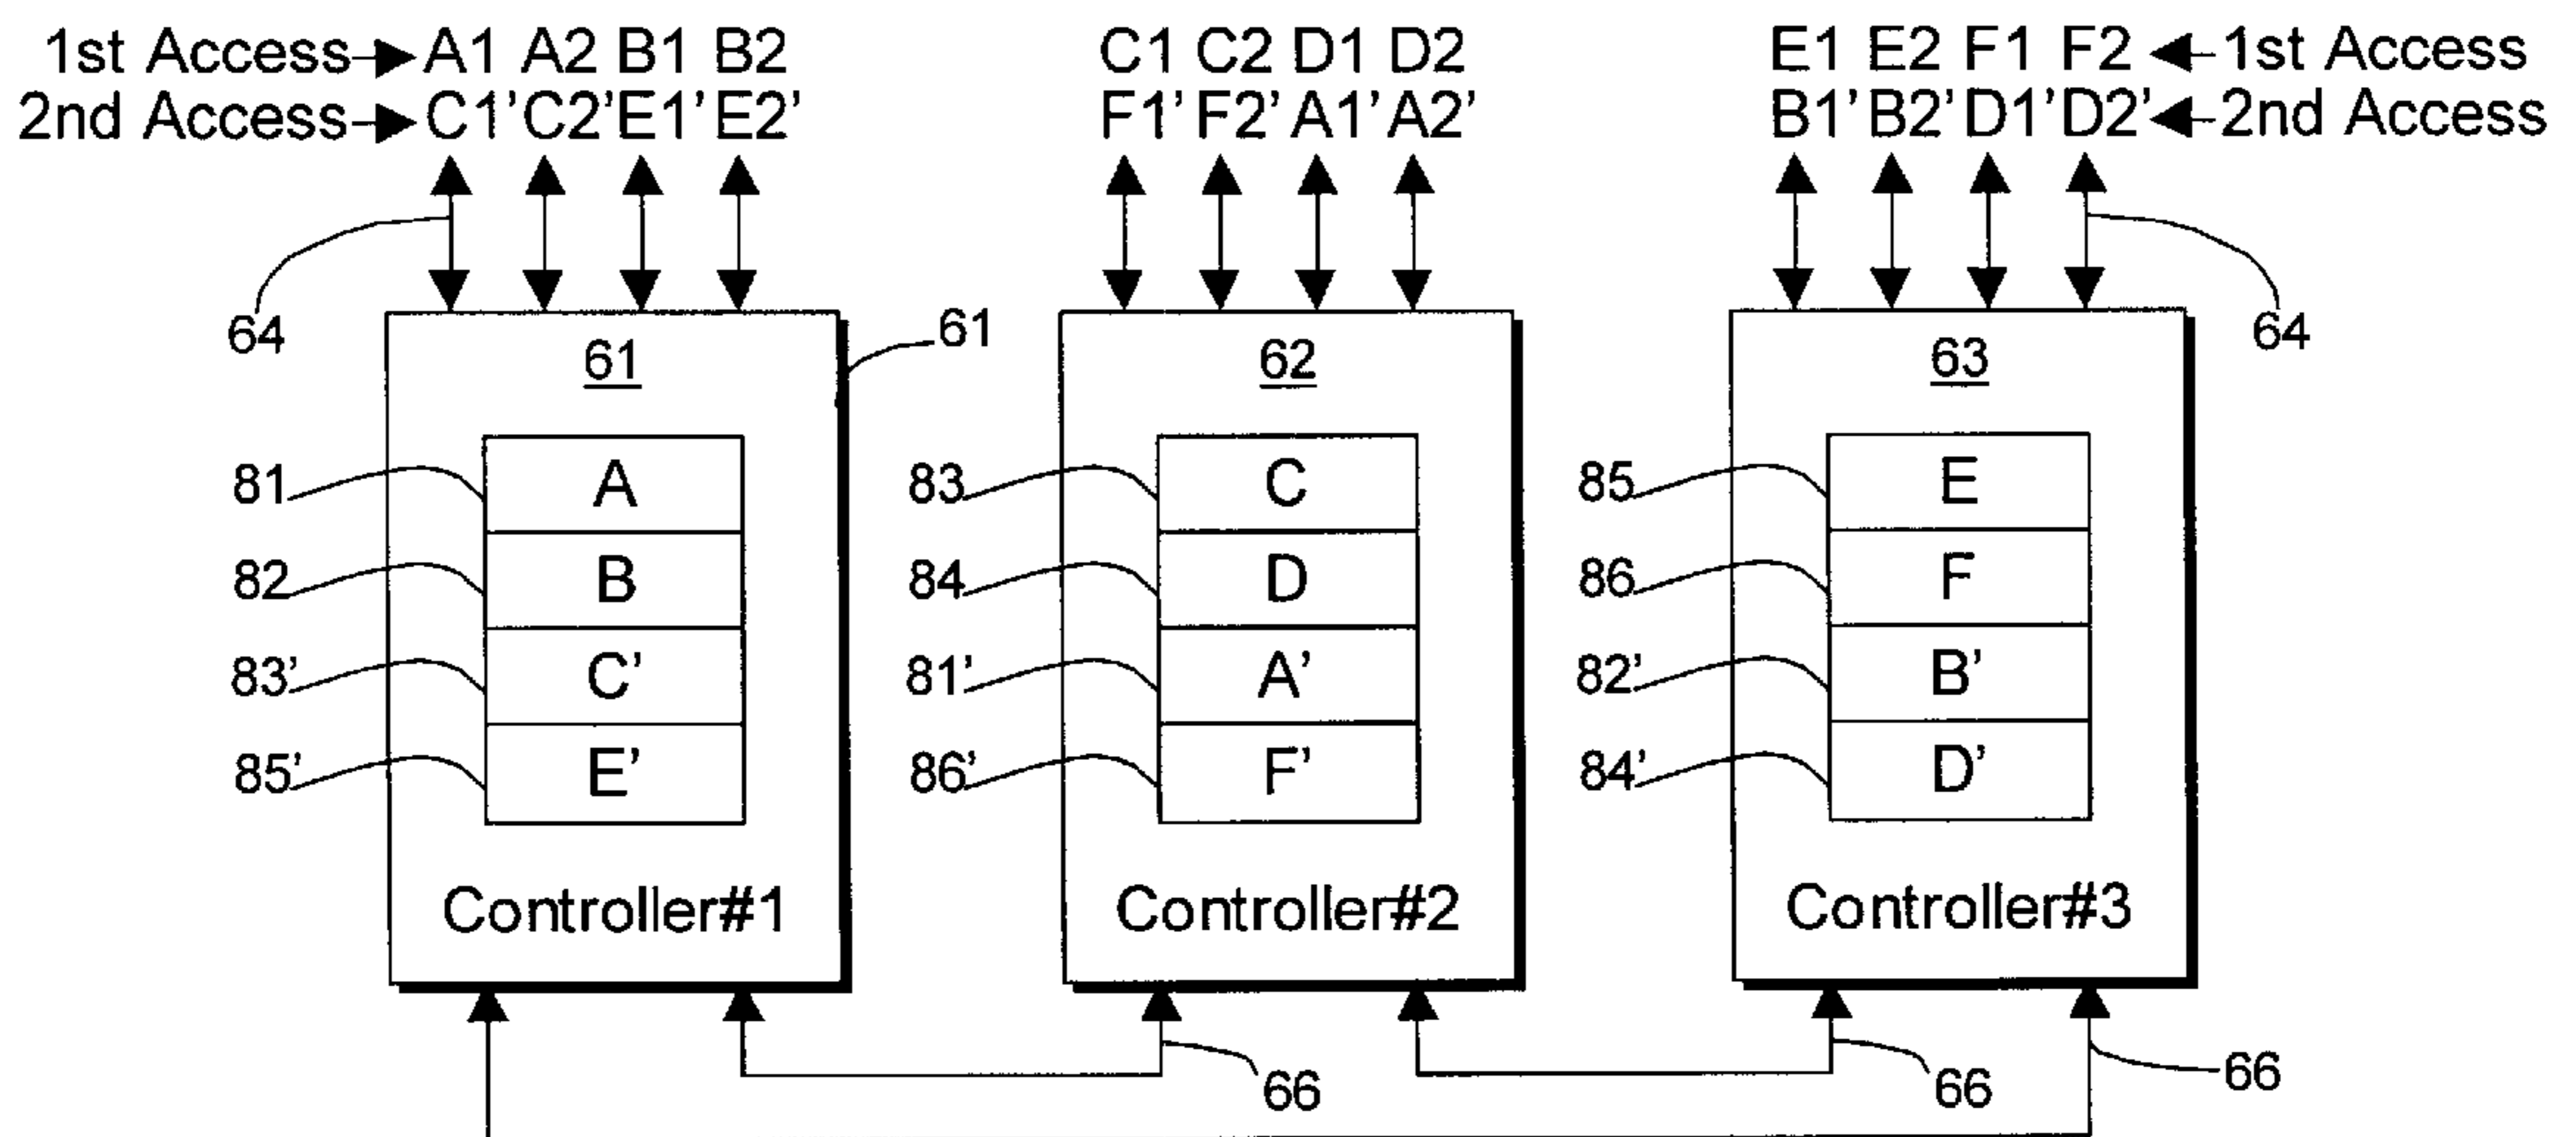 1st Access A1 A2 B1 B2 C1 C2 D1 D2 E1 E2 F1 F2 1st Access
2nd Access C1' C2' E1' E2' F1' F2' A1' A2' B1' B2' D1' D2' 2nd Access
64 61 64
61 62 63
81 A 83 C 85 E
82 B 84 D 86 F
83' C' 81' A' 82' B'
85' E' 86' F' 84' D'
Controller#1 Controller#2 Controller#3
66 66 66